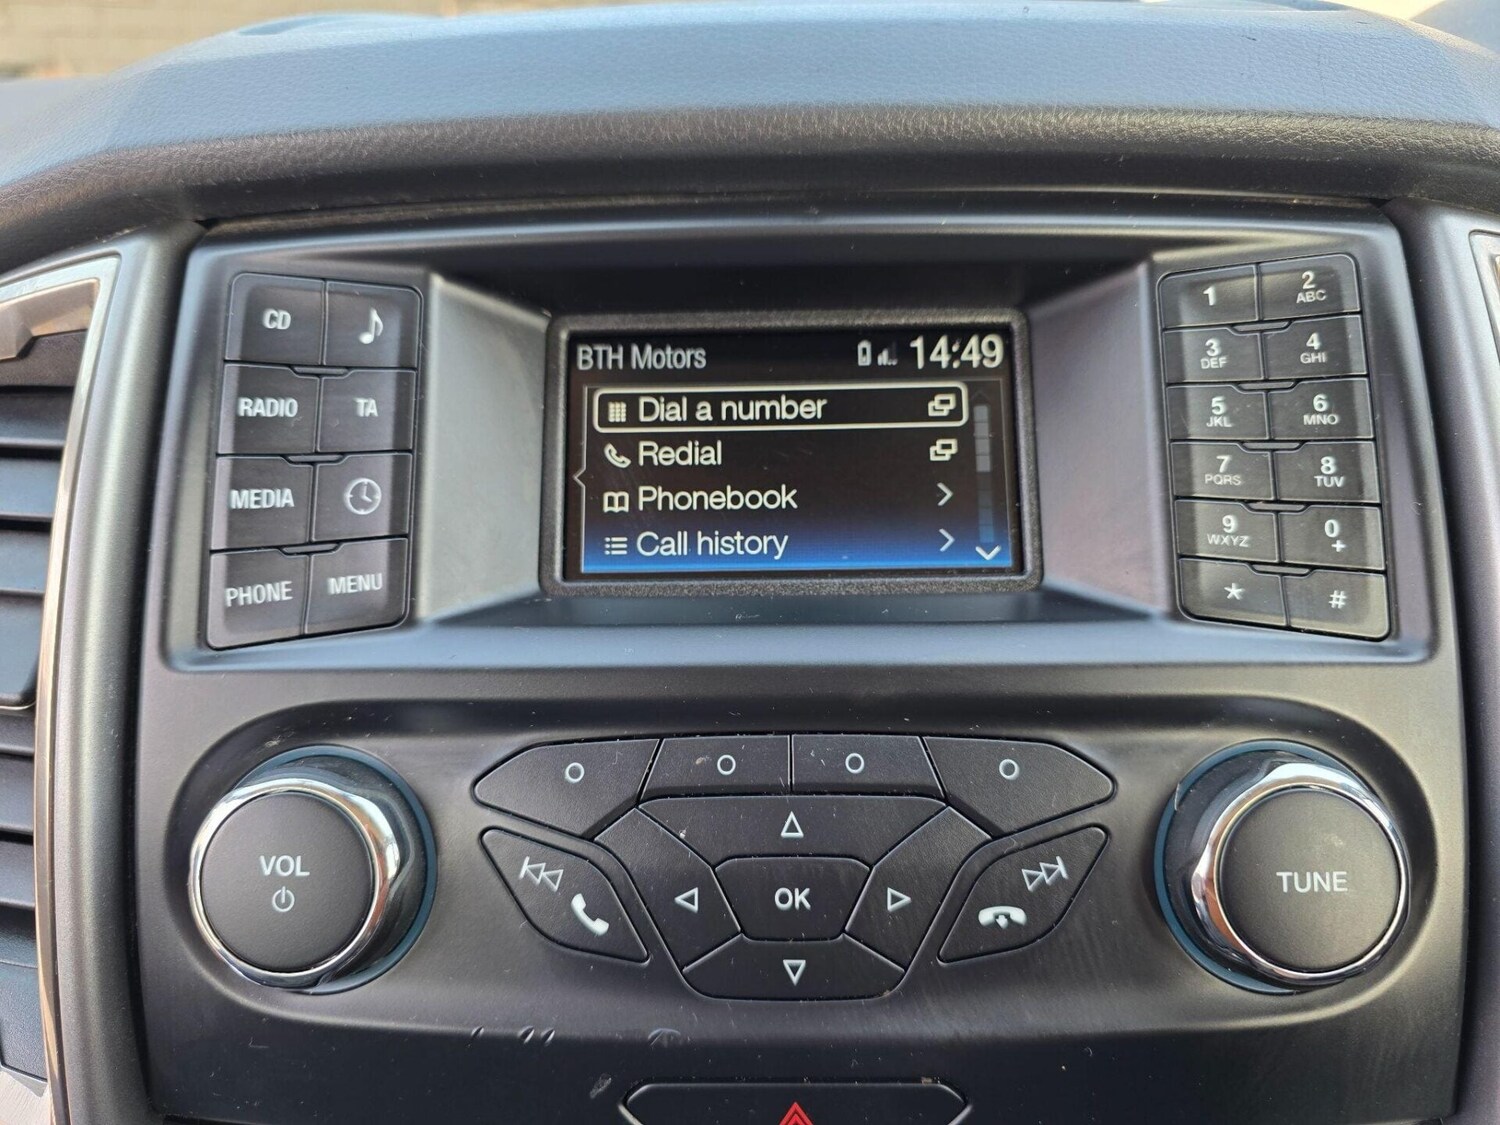 BTH Motors 14:49
Dial a number
Redial
Phonebook
Call history
CD
RADIO TA
MEDIA
PHONE MENU
1 2 ABC
3 DEF 4 GHI
5 JKL 6 MNO
7 PQRS 8 TUV
9 WXYZ 0 +
* #
VOL
OK
TUNE